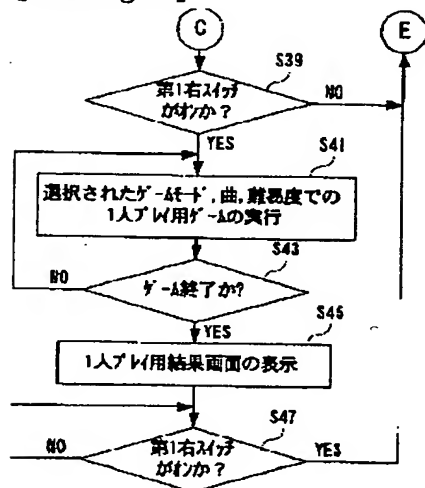 C
E
S39
第1右スイッチ
がオンか?
NO
YES
S41
選択されたゲームモード,曲,難易度での
1人プレイ用ゲームの実行
S43
NO
ゲーム終了か?
YES
S45
1人プレイ用結果画面の表示
S47
NO
第1右スイッチ
がオンか?
YES